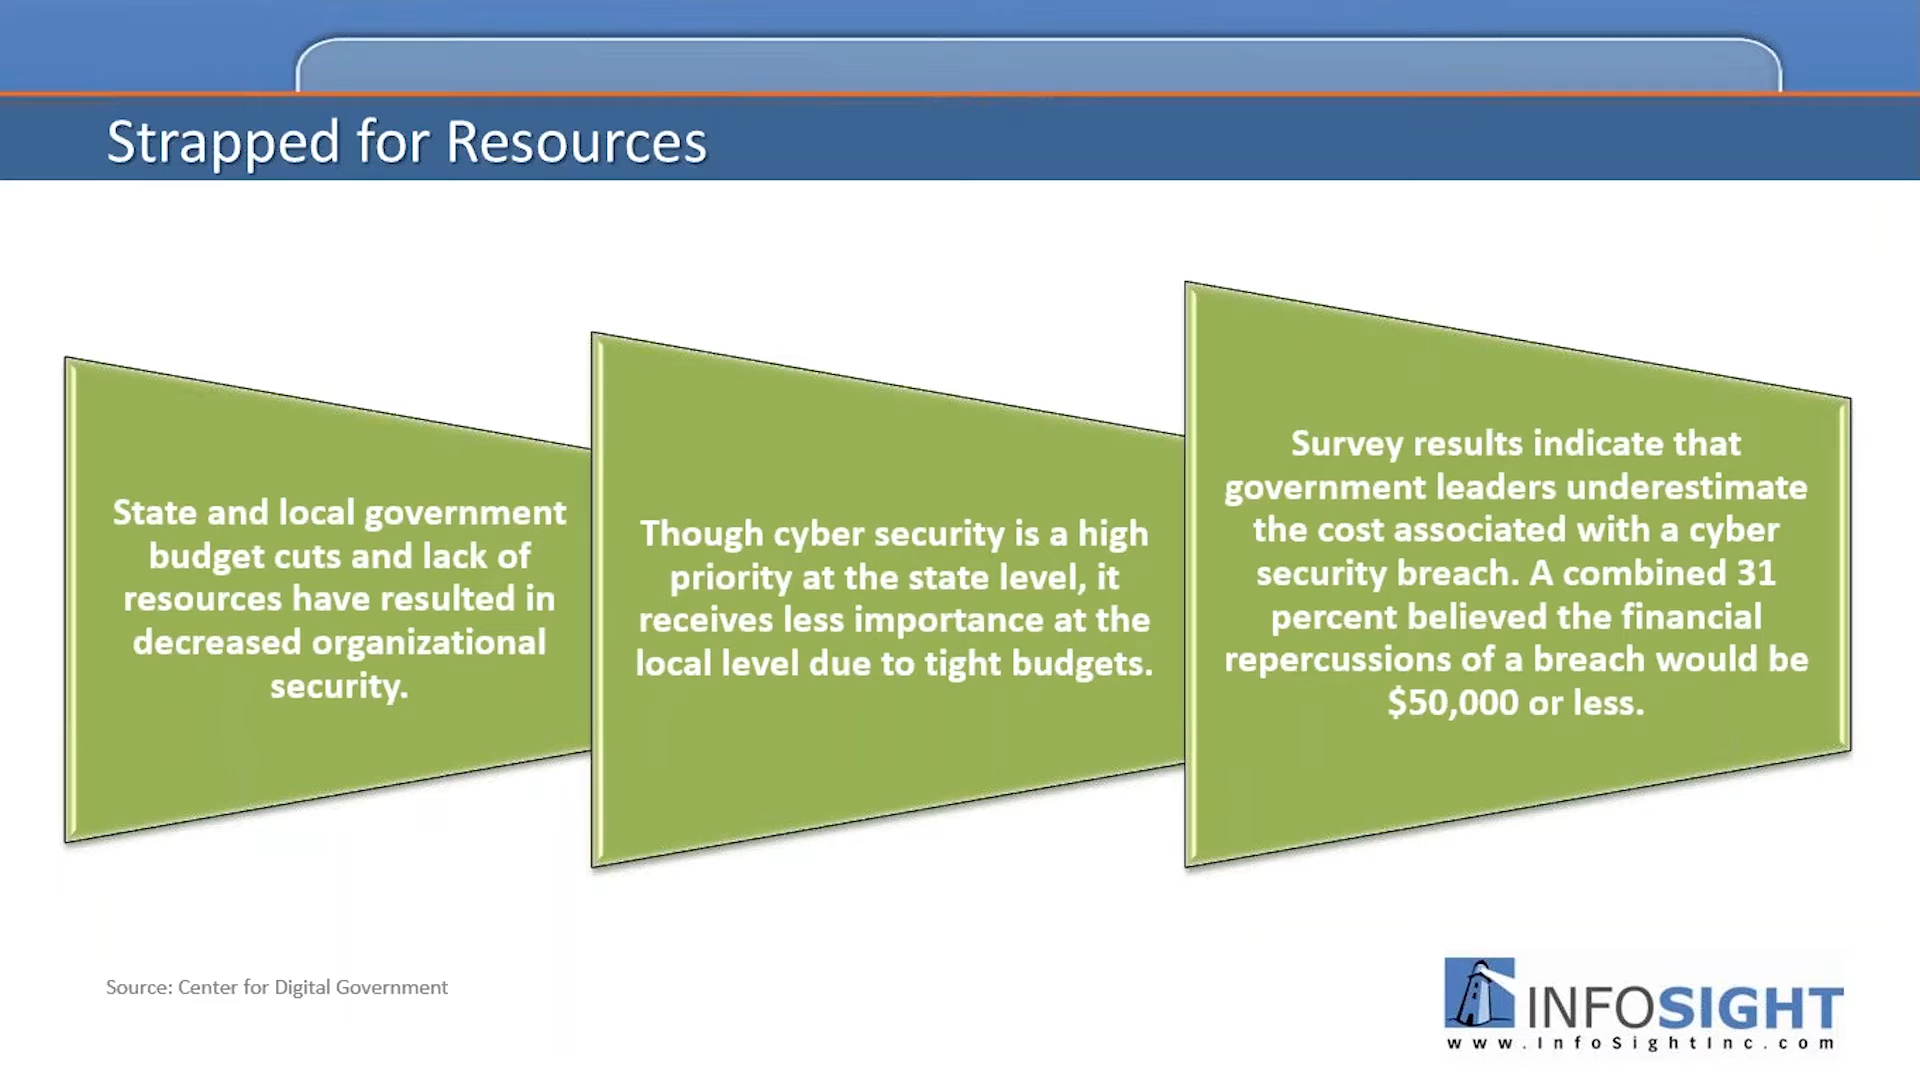 Strapped for Resources
State and local government
budget cuts and lack of
resources have resulted in
decreased organizational
security.
Though cyber security is a high
priority at the state level, it
receives less importance at the
local level due to tight budgets.
Survey results indicate that
government leaders underestimate
the cost associated with a cyber
security breach. A combined 31
percent believed the financial
repercussions of a breach would be
$50,000 or less.
Source: Center for Digital Government
INFOSIGHT
www.InfoSightInc.com